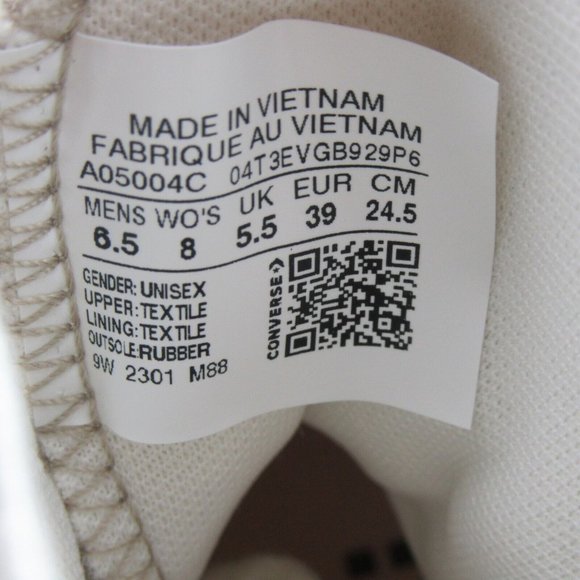 MADE IN VIETNAM
FABRIQUE AU VIETNAM
A05004C 04T3EVGB929P6
MENS WO'S UK EUR CM
6.5 8 5.5 39 24.5
GENDER: UNISEX
UPPER: TEXTILE
LINING: TEXTILE
OUTSOLE: RUBBER
9W 2301 M88
CONVERSE